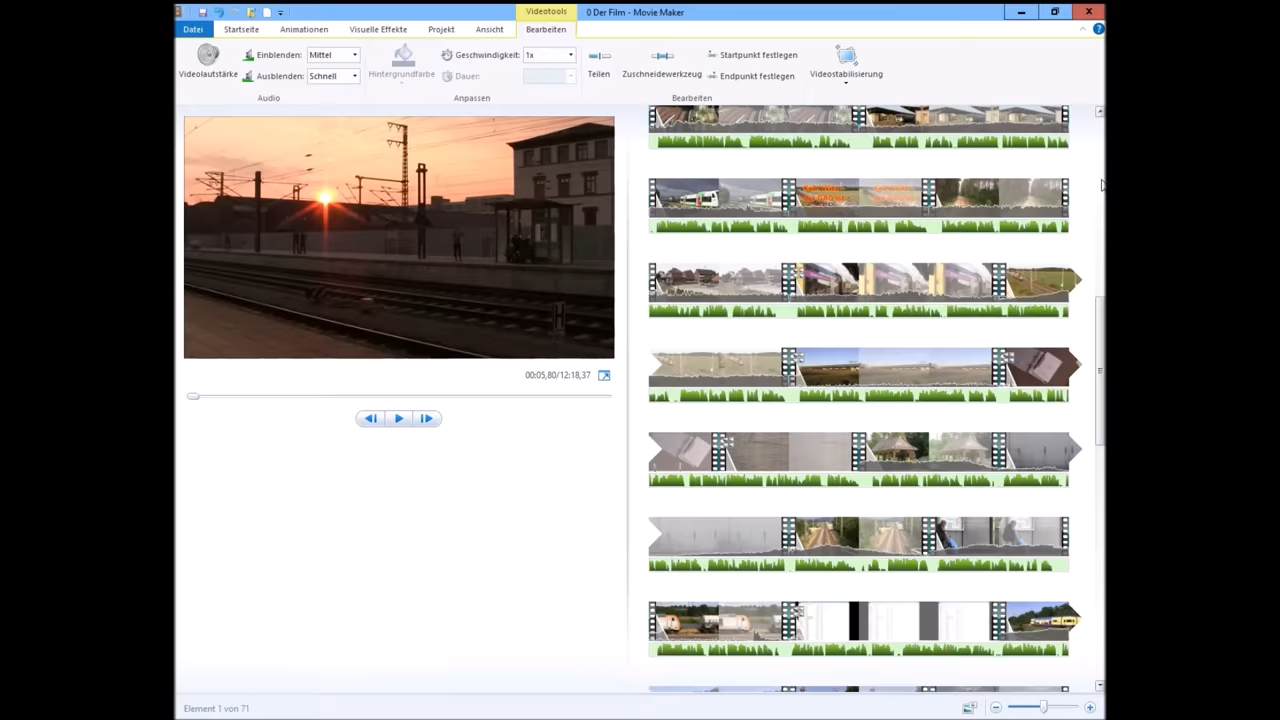 Videotools
0 Der Film - Movie Maker
Datei
Startseite
Animationen
Visuelle Effekte
Projekt
Ansicht
Bearbeiten
Videolautstärke
Einblenden: Mittel
Ausblenden: Schnell
Audio
Hintergrundfarbe
Geschwindigkeit: 1x
Dauer:
Anpassen
Teilen
Zuschneidewerkzeug
Startpunkt festlegen
Endpunkt festlegen
Bearbeiten
Videostabilisierung
00:05,80/12:18,37
Element 1 von 71